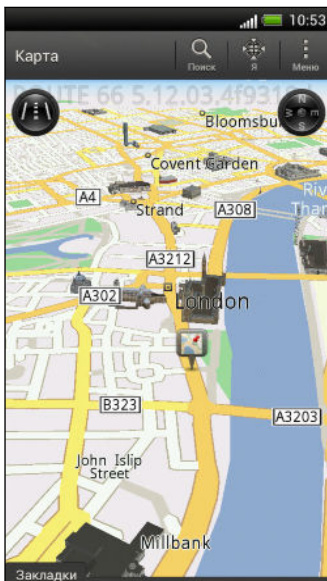 10:53
Карта
Поиск
Я
Меню
ROUTE 66 5.12.03.4f931
Bloomsbu
N
W
E
S
Covent Garden
A4
Strand
A308
Riv
Than
A3212
A302
London
B323
A3203
John Islip
Street
Millbank
Закладки